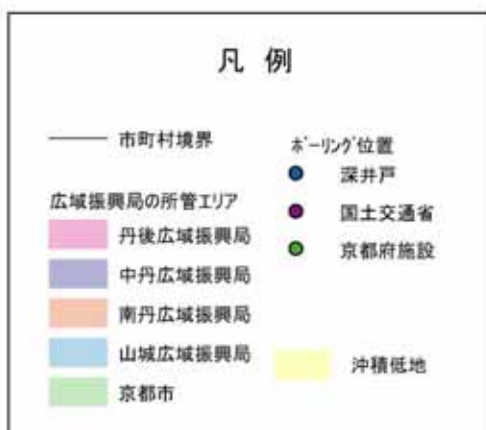 凡 例
市町村境界
広域振興局の所管エリア
丹後広域振興局
中丹広域振興局
南丹広域振興局
山城広域振興局
京都市
ﾎﾞｰﾘﾝｸﾞ位置
深井戸
国土交通省
京都府施設
沖積低地